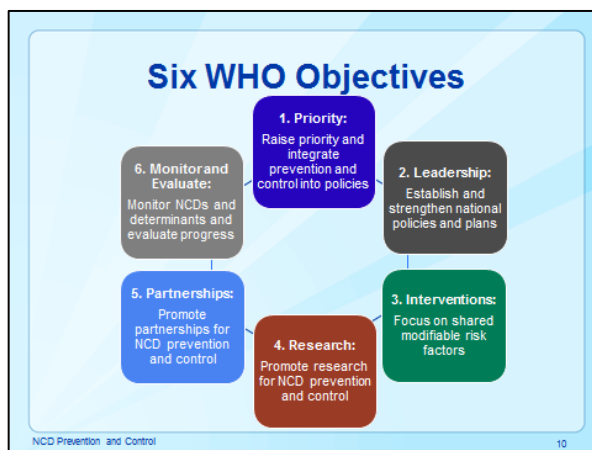 Six WHO Objectives
1. Priority:
Raise priority and
integrate
prevention and
control into policies
2. Leadership:
Establish and
strengthen national
policies and plans
3. Interventions:
Focus on shared
modifiable risk
factors
4. Research:
Promote research
for NCD prevention
and control
5. Partnerships:
Promote
partnerships for
NCD prevention
and control
6. Monitor and
Evaluate:
Monitor NCDs and
determinants and
evaluate progress
NCD Prevention and Control
10